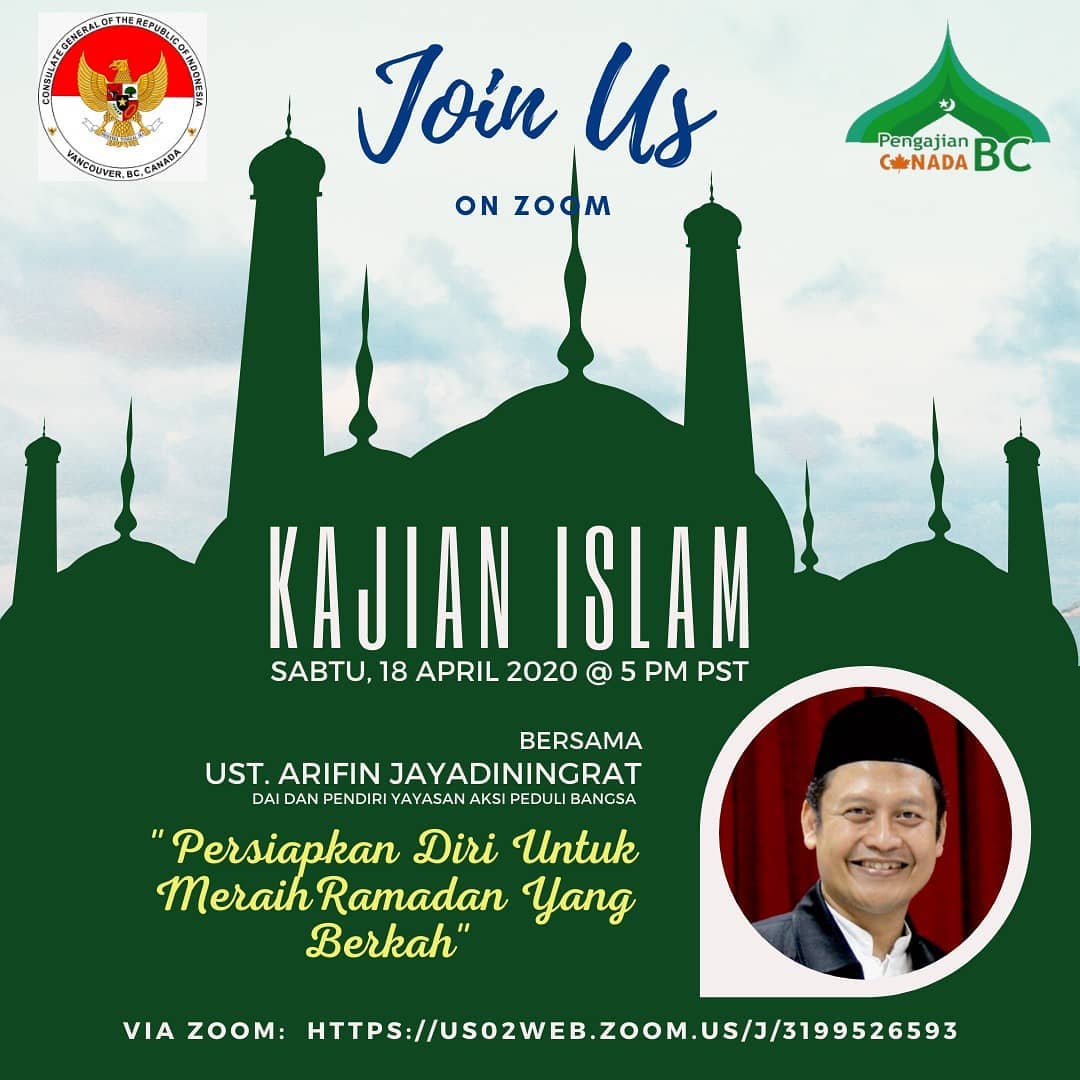 CONSULATE GENERAL OF THE REPUBLIC OF INDONESIA
VANCOUVER, BC, CANADA
Join Us
ON ZOOM
Pengajian
CANADA BC
KAJIAN ISLAM
SABTU, 18 APRIL 2020 @ 5 PM PST
BERSAMA
UST. ARIFIN JAYADININGRAT
DAI DAN PENDIRI YAYASAN AKSI PEDULI BANGSA
"Persiapkan Diri Untuk
Meraih Ramadan Yang
Berkah"
VIA ZOOM: HTTPS://US02WEB.ZOOM.US/J/3199526593